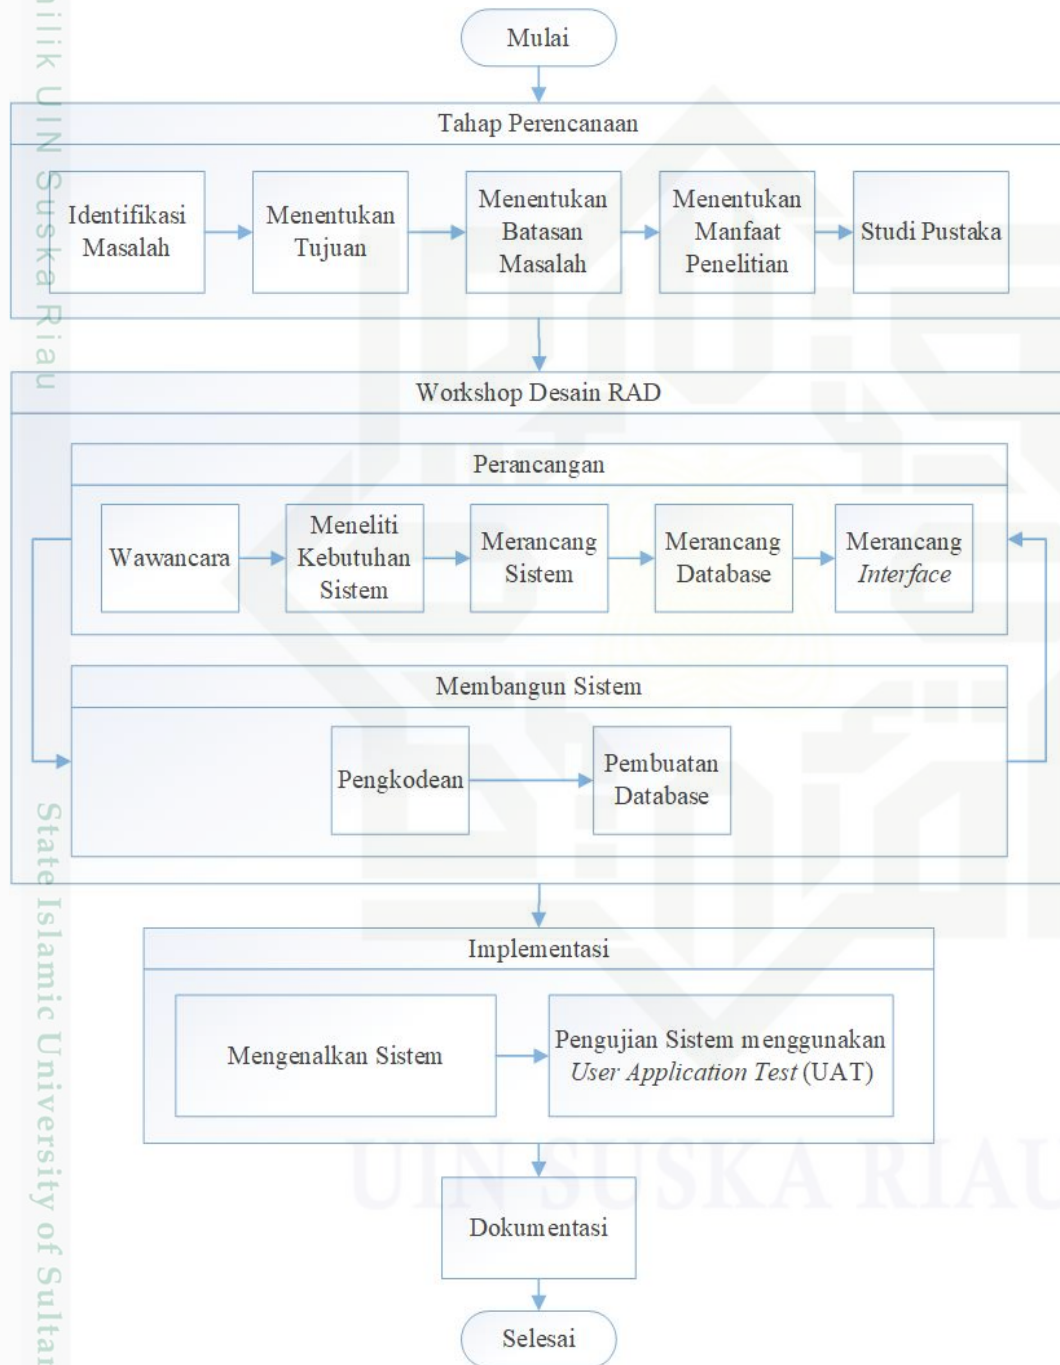 Mulai
Tahap Perencanaan
Identifikasi
Masalah
Menentukan
Tujuan
Menentukan
Batasan
Masalah
Menentukan
Manfaat
Penelitian
Studi Pustaka
Workshop Desain RAD
Perancangan
Wawancara
Meneliti
Kebutuhan
Sistem
Merancang
Sistem
Merancang
Database
Merancang
Interface
Membangun Sistem
Pengkodean
Pembuatan
Database
Implementasi
Mengenalkan Sistem
Pengujian Sistem menggunakan
User Application Test (UAT)
Dokumentasi
Selesai
milik UIN Suska Riau
State Islamic University of Sultan
UIN SUSKA RIAU